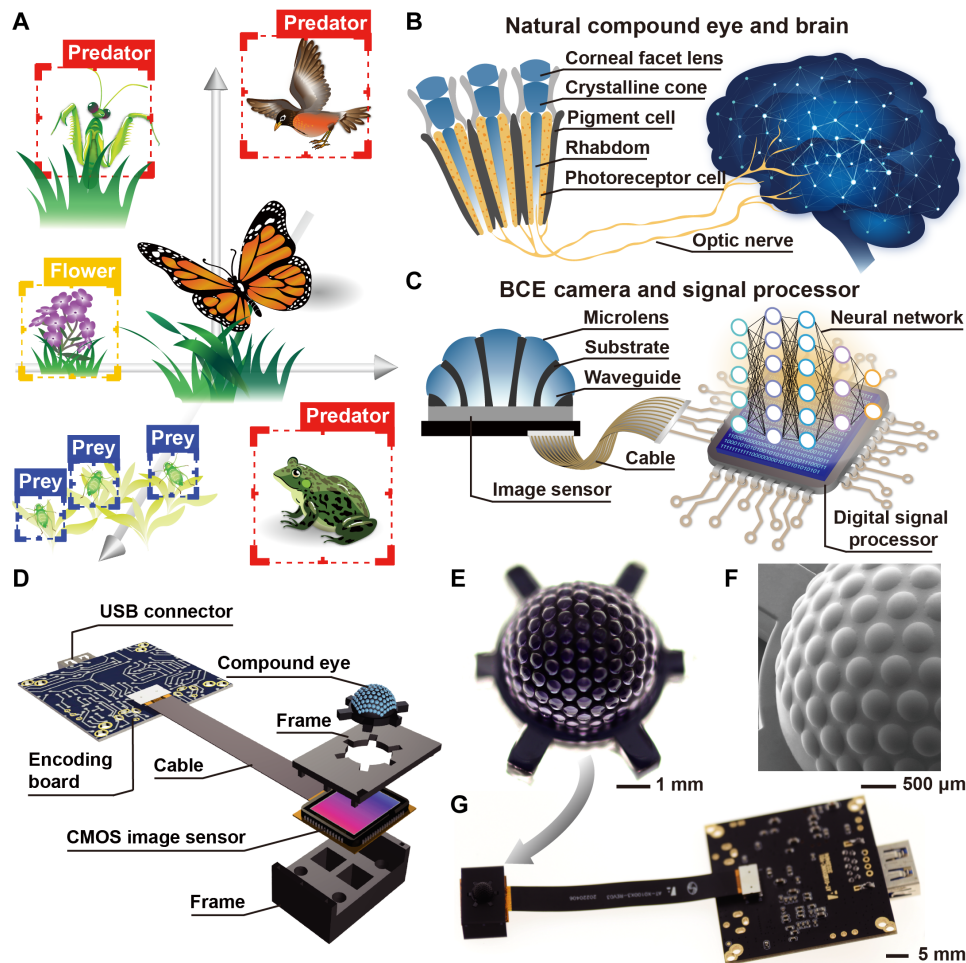 A
Predator
Predator
Flower
Prey
Prey
Prey
Predator
B
Natural compound eye and brain
Corneal facet lens
Crystalline cone
Pigment cell
Rhabdom
Photoreceptor cell
Optic nerve
C
BCE camera and signal processor
Microlens
Neural network
Substrate
Waveguide
Cable
Image sensor
Digital signal
processor
D
USB connector
Compound eye
Frame
Encoding
board
Cable
CMOS image sensor
Frame
E
1 mm
F
500 μm
G
5 mm